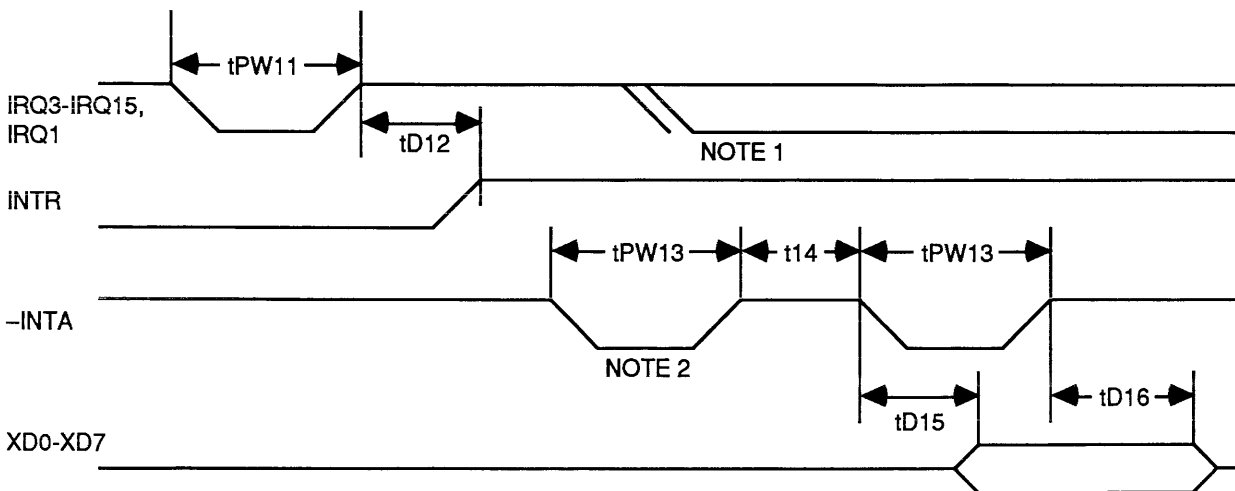 tPW11
IRQ3-IRQ15,
IRQ1
tD12
NOTE 1
INTR
tPW13
t14
tPW13
–INTA
NOTE 2
tD15
tD16
XD0-XD7